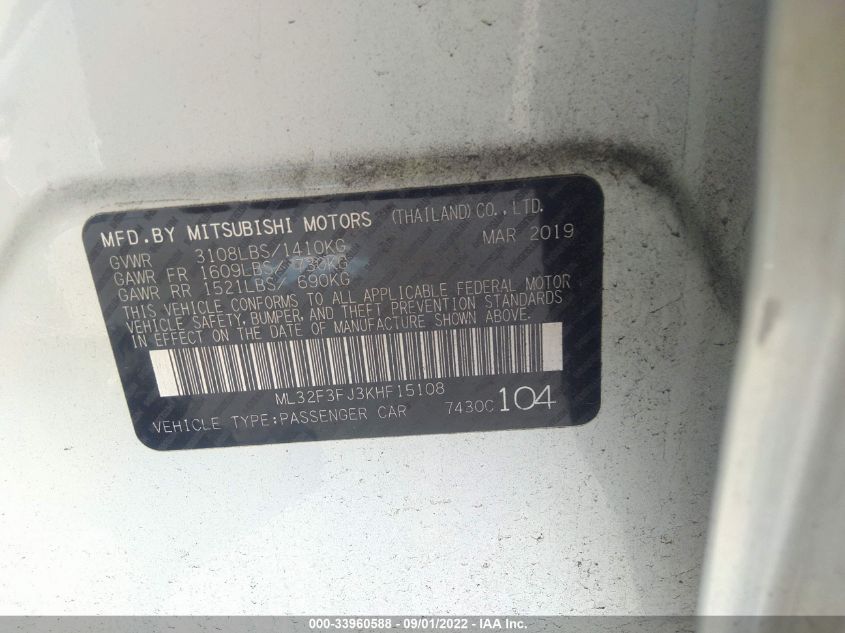 MFD.BY MITSUBISHI MOTORS (THAILAND) CO., LTD.
GVWR 3108LBS/1410KG MAR 2019
GAWR FR 1609LBS/ 730KG
GAWR RR 1521LBS/ 690KG
THIS VEHICLE CONFORMS TO ALL APPLICABLE FEDERAL MOTOR
VEHICLE SAFETY, BUMPER, AND THEFT PREVENTION STANDARDS
IN EFFECT ON THE DATE OF MANUFACTURE SHOWN ABOVE.
ML32F3FJ3KHF15108
VEHICLE TYPE:PASSENGER CAR 7430C 104
000-33960588 - 09/01/2022 - IAA Inc.